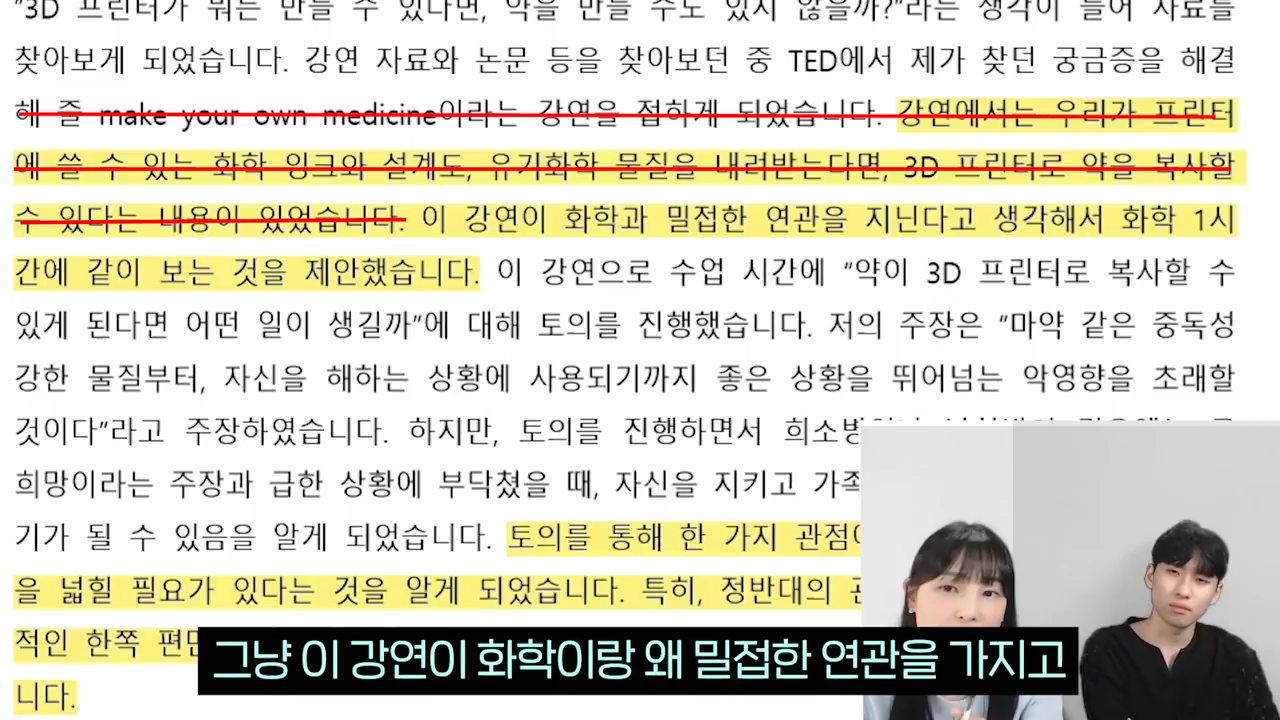 "3D 프린터가 뭐든 만들 수 있다면, 약을 만들 수도 있지 않을까?"라는 생각이 들어 자료를
찾아보게 되었습니다. 강연 자료와 논문 등을 찾아보던 중 TED에서 제가 찾던 궁금증을 해결
해 줄 make your own medicine이라는 강연을 접하게 되었습니다. 강연에서는 우리가 프린터
에 쓸 수 있는 화학 잉크와 설계도, 유기화학 물질을 내려받는다면, 3D 프린터로 약을 복사할
수 있다는 내용이 있었습니다. 이 강연이 화학과 밀접한 연관을 지닌다고 생각해서 화학 1시
간에 같이 보는 것을 제안했습니다. 이 강연으로 수업 시간에 "약이 3D 프린터로 복사할 수
있게 된다면 어떤 일이 생길까"에 대해 토의를 진행했습니다. 저의 주장은 "마약 같은 중독성
강한 물질부터, 자신을 해하는 상황에 사용되기까지 좋은 상황을 뛰어넘는 악영향을 초래할
것이다"라고 주장하였습니다. 하지만, 토의를 진행하면서
희망이라는 주장과 급한 상황에 부닥쳤을 때, 자신을 지키고
기가 될 수 있음을 알게 되었습니다. 토의를 통해 한 가지
을 넓힐 필요가 있다는 것을 알게 되었습니다. 특히, 정반대의
적인 한쪽
니다.
그냥 이 강연이 화학이랑 왜 밀접한 연관을 가지고